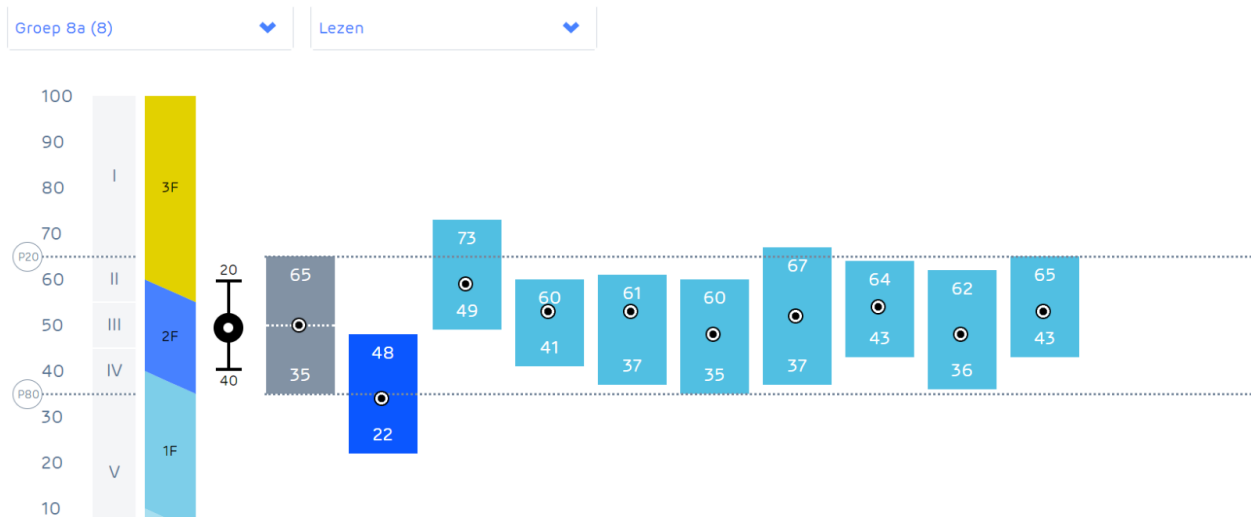 Groep 8a (8) Lezen
100
90
I
80 3F
70
P20
20 65 73 67 64 65
60 II 60 61 60 62
50 III 2F 49
48 41 37 35 37 43 36 43
40 IV 40 35
P80
30
22
20 V 1F
10